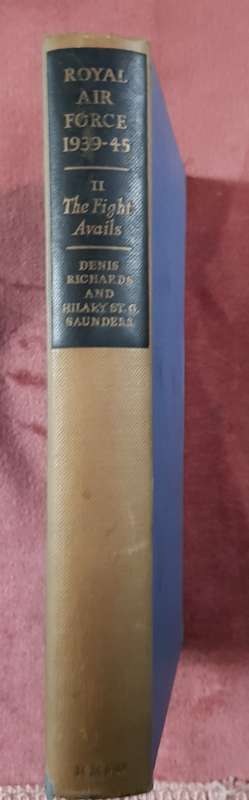 ROYAL
AIR
FORCE
1939-45
II
The Fight
Avails
DENIS
RICHARDS
AND
HILARY ST. G.
SAUNDERS